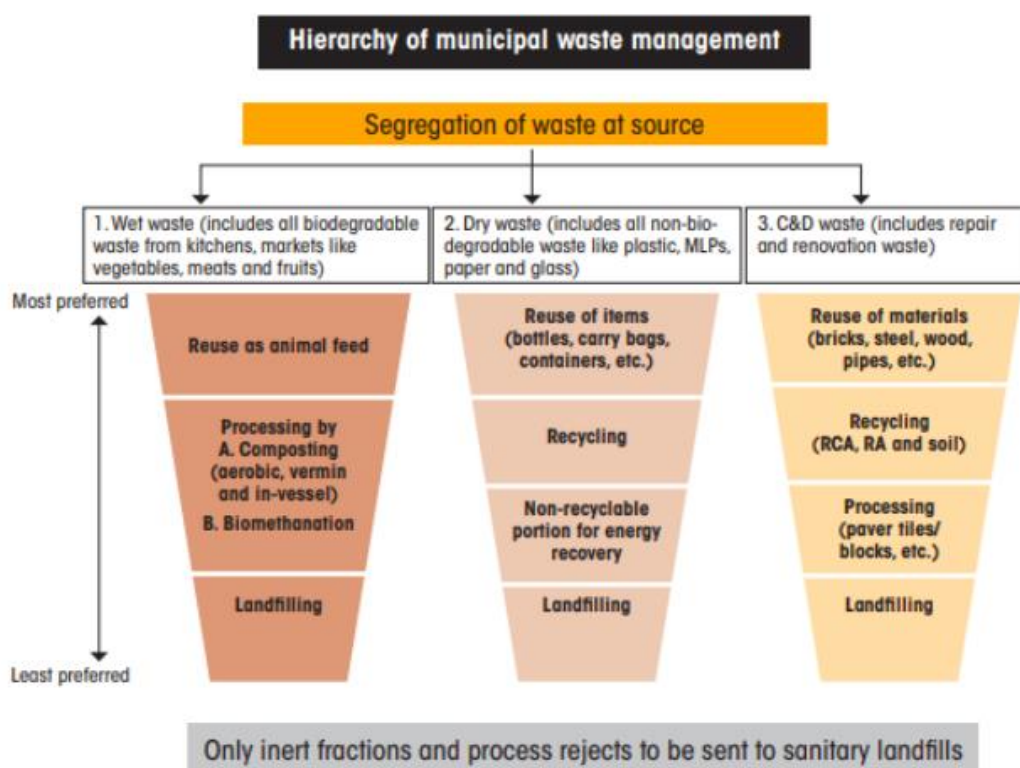 Hierarchy of municipal waste management
Segregation of waste at source
1. Wet waste (includes all biodegradable
waste from kitchens, markets like
vegetables, meats and fruits)
2. Dry waste (includes all non-bio-
degradable waste like plastic, MLPs,
paper and glass)
3. C&D waste (includes repair
and renovation waste)
Most preferred
Least preferred
Reuse as animal feed
Processing by
A. Composting
(aerobic, vermin
and in-vessel)
B. Biomethanation
Landfilling
Reuse of items
(bottles, carry bags,
containers, etc.)
Recycling
Non-recyclable
portion for energy
recovery
Landfilling
Reuse of materials
(bricks, steel, wood,
pipes, etc.)
Recycling
(RCA, RA and soil)
Processing
(paver tiles/
blocks, etc.)
Landfilling
Only inert fractions and process rejects to be sent to sanitary landfills